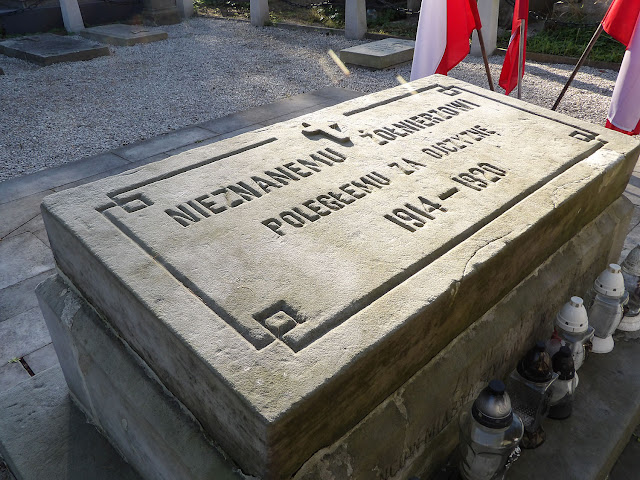 NIEZNANEMU ŻOŁNIERZOWI
POLEGŁEMU ZA OJCZYZNĘ
1914-1920